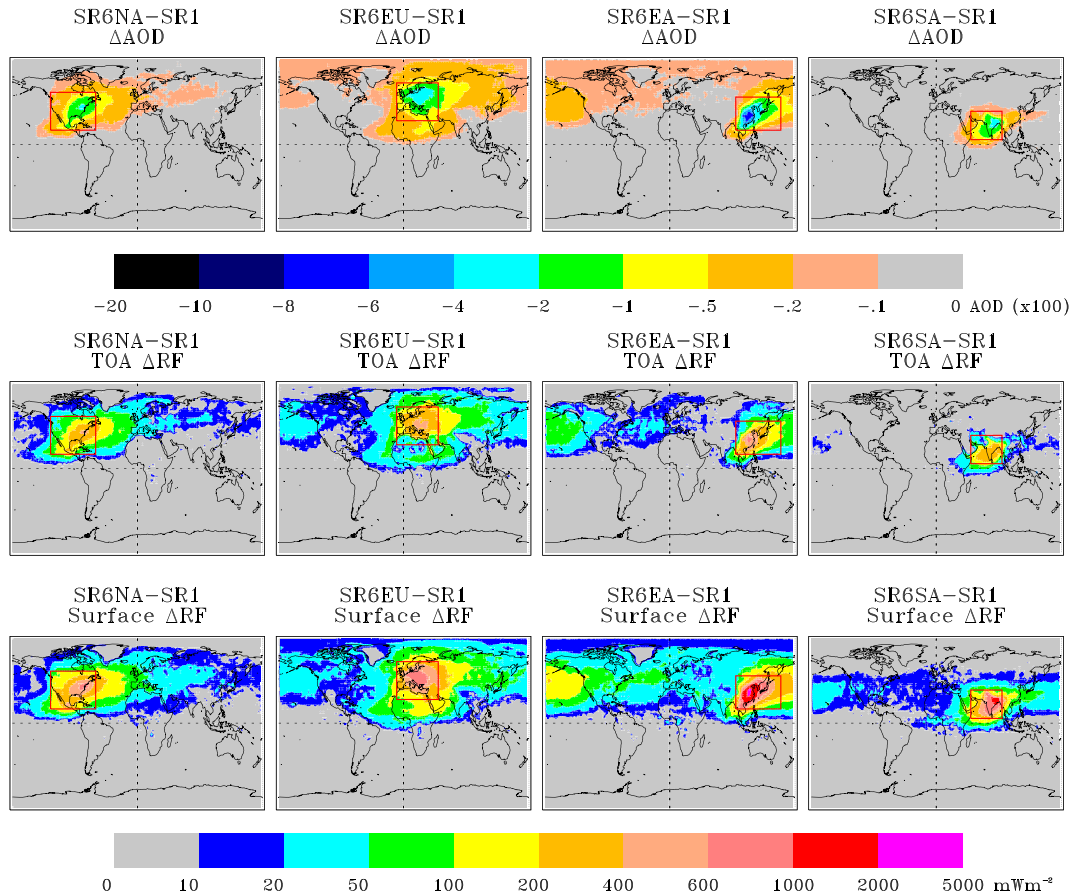 SR6NA-SR1 SR6EU-SR1 SR6EA-SR1 SR6SA-SR1
ΔAOD ΔAOD ΔAOD ΔAOD
-20 -10 -8 -6 -4 -2 -1 -.5 -.2 -.1 0 AOD (x100)
SR6NA-SR1 SR6EU-SR1 SR6EA-SR1 SR6SA-SR1
TOA ΔRF TOA ΔRF TOA ΔRF TOA ΔRF
SR6NA-SR1 SR6EU-SR1 SR6EA-SR1 SR6SA-SR1
Surface ΔRF Surface ΔRF Surface ΔRF Surface ΔRF
0 10 20 50 100 200 400 600 1000 2000 5000 mWm⁻²